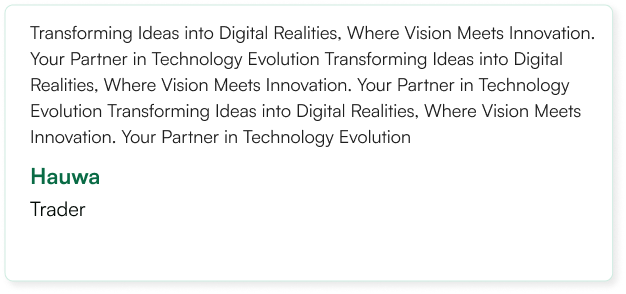 Transforming Ideas into Digital Realities, Where Vision Meets Innovation.
Your Partner in Technology Evolution Transforming Ideas into Digital
Realities, Where Vision Meets Innovation. Your Partner in Technology
Evolution Transforming Ideas into Digital Realities, Where Vision Meets
Innovation. Your Partner in Technology Evolution
Hauwa
Trader